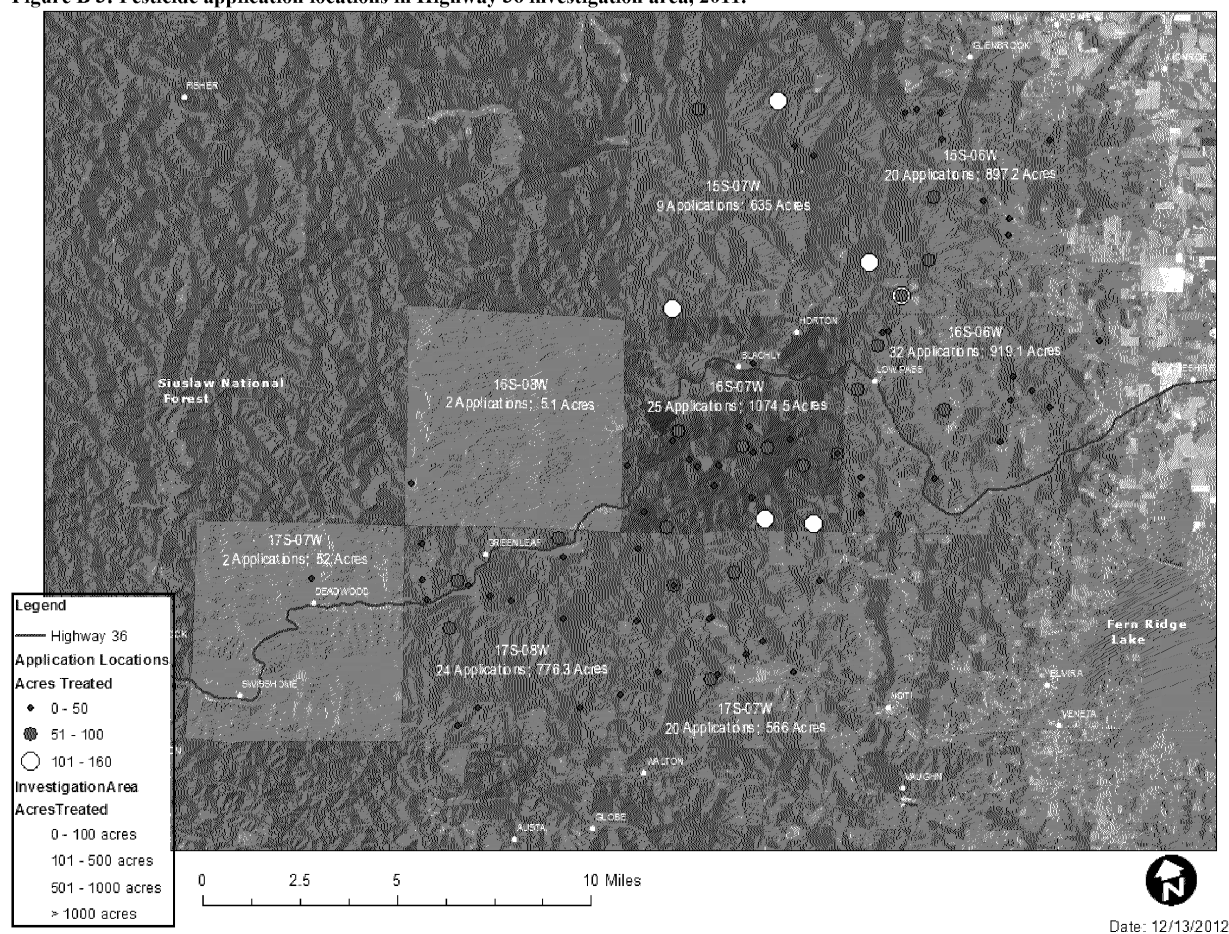 Figure B 3: Pesticide application locations in Highway 36 investigation area, 2011.
GLENBROOK
FISHER
15S-06W
20 Applications; 897.2 Acres
15S-07W
9 Applications; 635 Acres
HORTON
16S-06W
32 Applications; 919.1 Acres
BLACHLY
LOW PASS
Siuslaw National
Forest
16S-08W
2 Applications; 5.1 Acres
16S-07W
25 Applications; 1074.5 Acres
17S-07W
2 Applications; 52 Acres
GREENLEAF
DEADWOOD
Fern Ridge
Lake
17S-08W
24 Applications; 776.3 Acres
SWISSHOME
ELMIRA
NOTI
VENETA
17S-07W
20 Applications; 566 Acres
WALTON
VAUGHN
GLOBE
AUSTA
Legend
Highway 36
Application Locations
Acres Treated
0 - 50
51 - 100
101 - 160
InvestigationArea
AcresTreated
0 - 100 acres
101 - 500 acres
501 - 1000 acres
> 1000 acres
0 2.5 5 10 Miles
N
Date: 12/13/2012